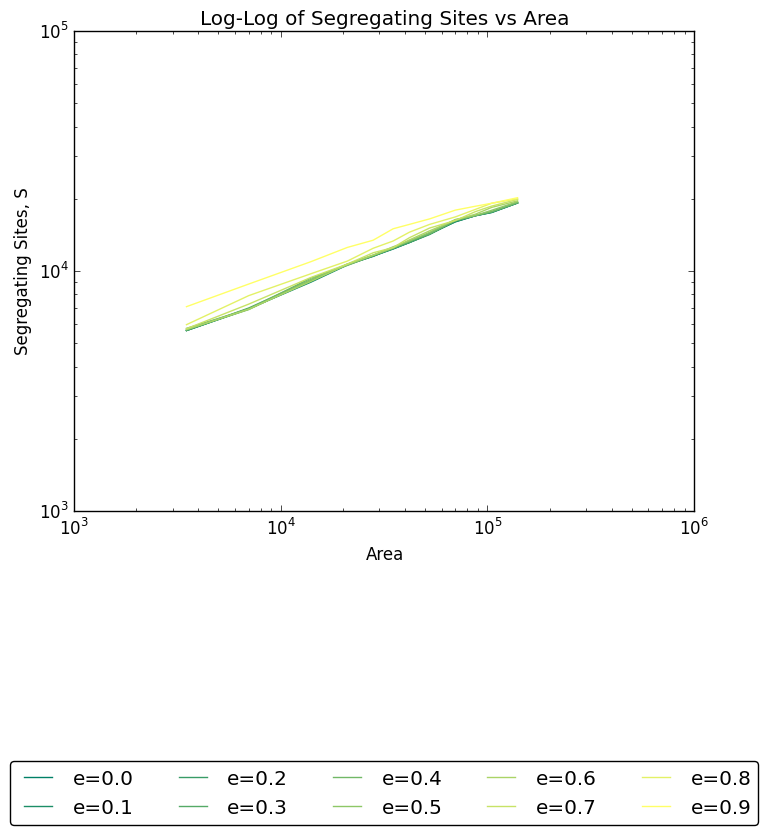 Log-Log of Segregating Sites vs Area
10^5
10^4
10^3
Segregating Sites, S
10^3 10^4 10^5 10^6
Area
e=0.0 e=0.2 e=0.4 e=0.6 e=0.8
e=0.1 e=0.3 e=0.5 e=0.7 e=0.9